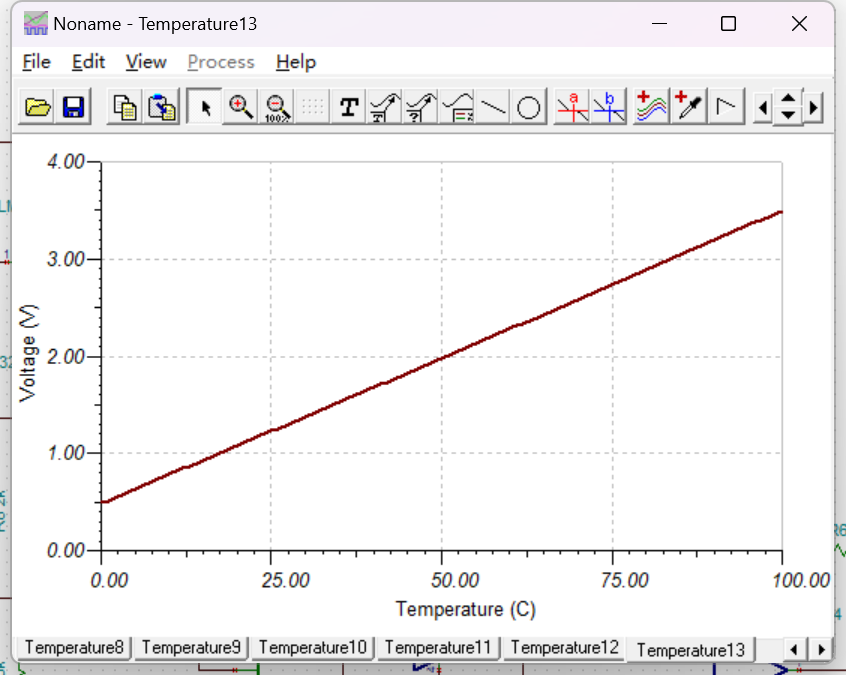 Noname - Temperature13
File Edit View Process Help
100%
T
T
?
a
b
4.00
3.00
2.00
1.00
0.00
Voltage (V)
0.00 25.00 50.00 75.00 100.00
Temperature (C)
Temperature8 Temperature9 Temperature10 Temperature11 Temperature12 Temperature13